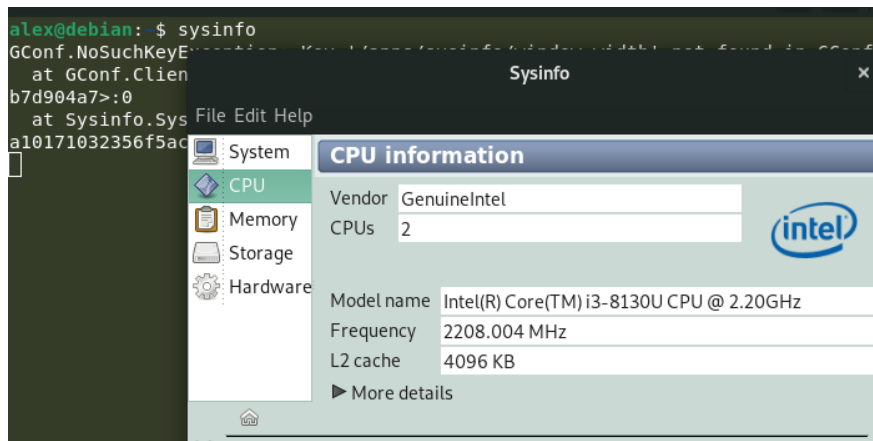 alex@debian:~$ sysinfo
GConf.NoSuchKeyE
at GConf.Clien
b7d904a7>:0
at Sysinfo.Sys
a10171032356f5ac
Sysinfo
File Edit Help
System
CPU
Memory
Storage
Hardware
CPU information
Vendor GenuineIntel
CPUs 2
intel
Model name Intel(R) Core(TM) i3-8130U CPU @ 2.20GHz
Frequency 2208.004 MHz
L2 cache 4096 KB
More details